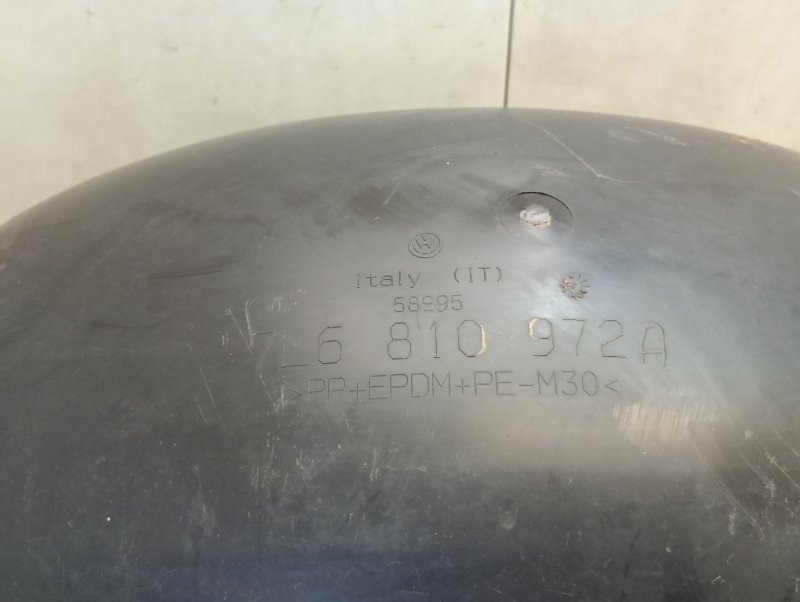 Italy (IT)
58995
7L6 810 972A
>PP+EPDM+PE-M30<